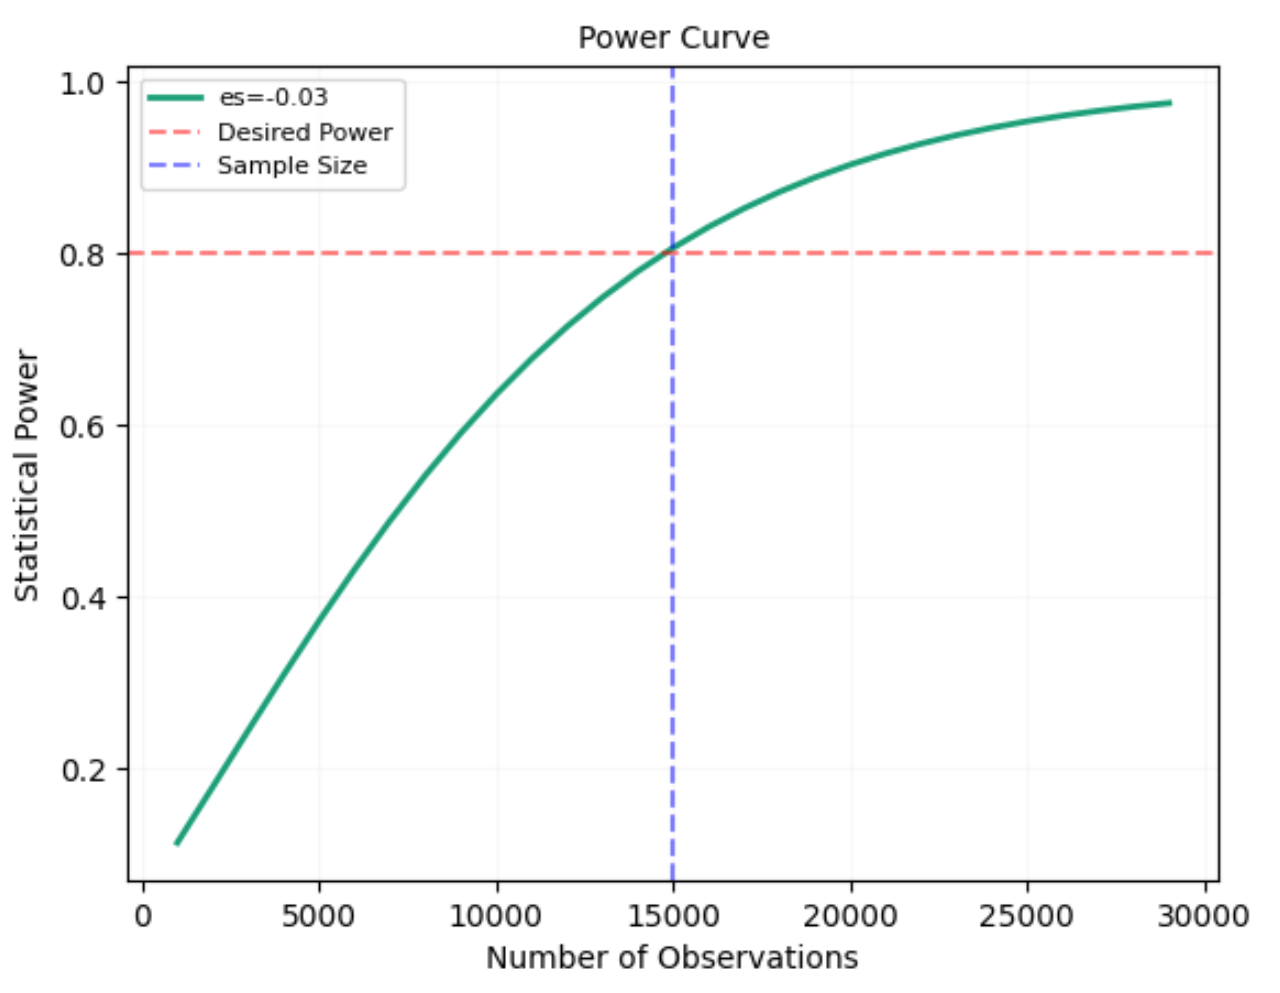 Power Curve
es=-0.03
Desired Power
Sample Size
1.0
0.8
0.6
0.4
0.2
Statistical Power
0 5000 10000 15000 20000 25000 30000
Number of Observations